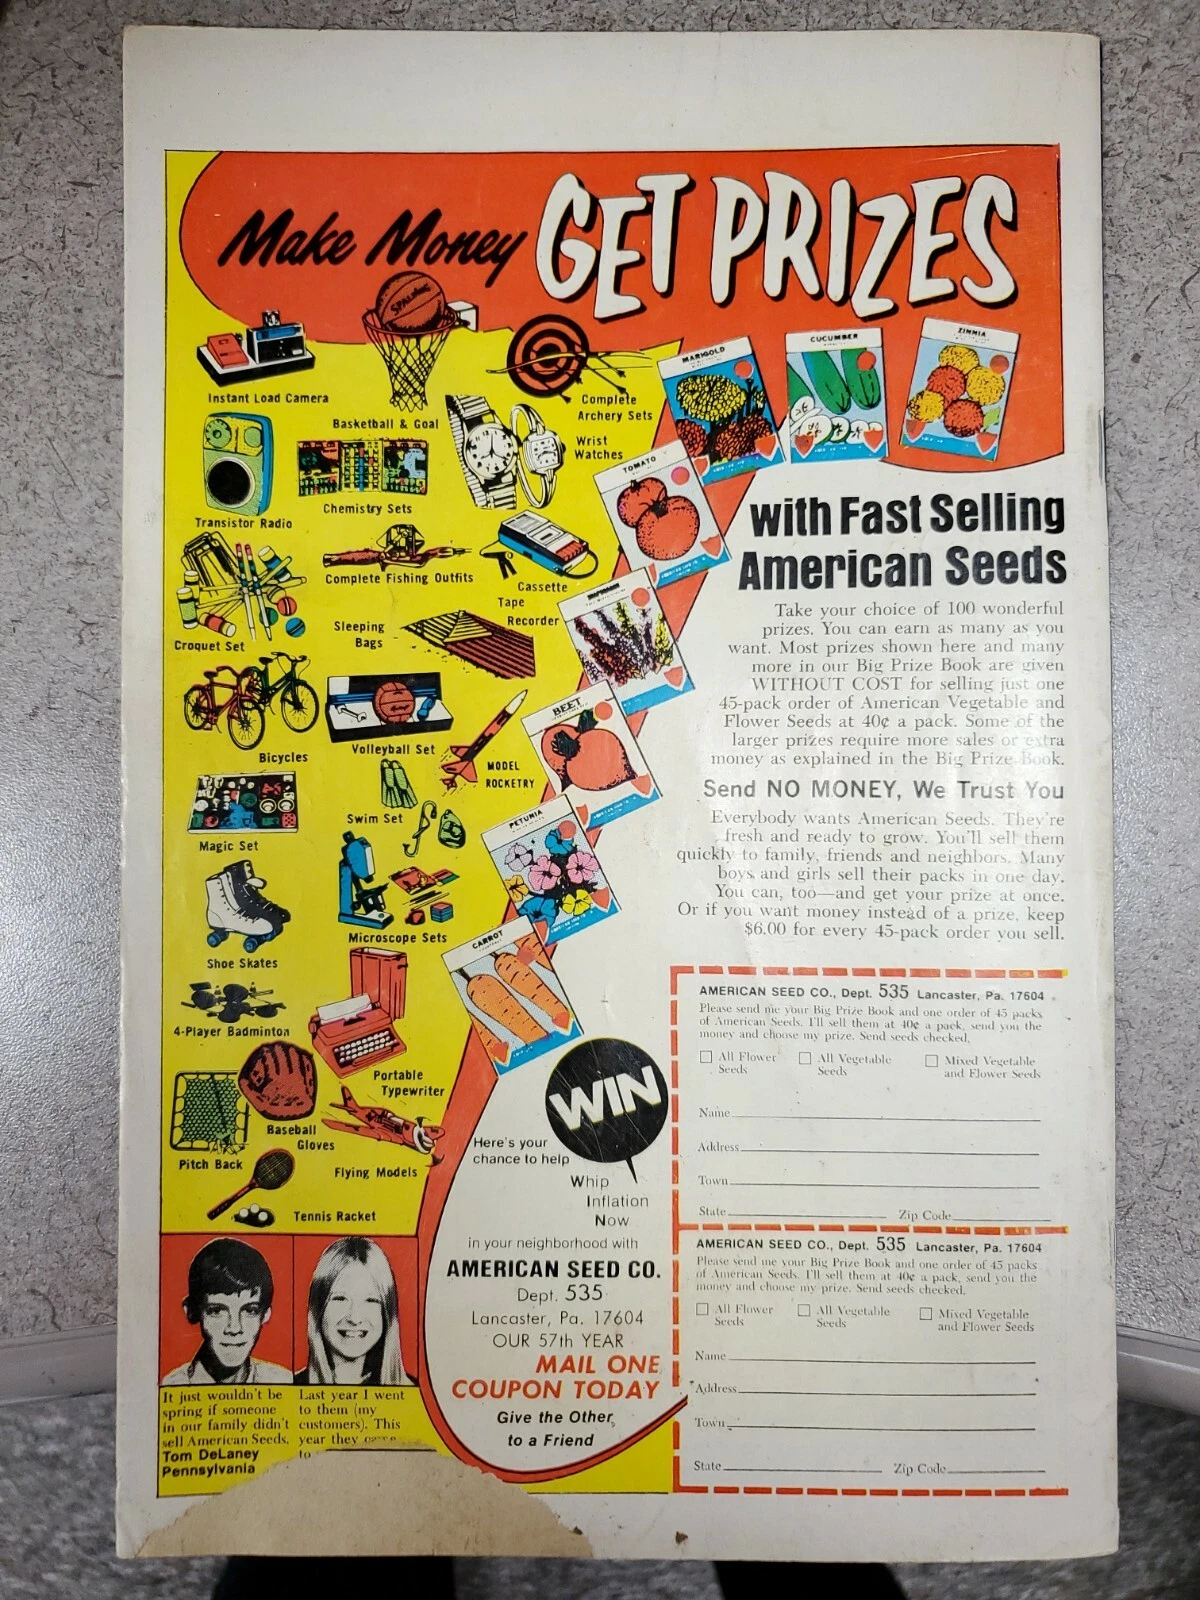 Make Money GET PRIZES
SPALDING
Instant Load Camera
Basketball & Goal
Complete
Archery Sets
Wrist
Watches
Transistor Radio
Chemistry Sets
Complete Fishing Outfits
Cassette
Tape
Recorder
Croquet Set
Sleeping
Bags
Bicycles
Volleyball Set
MODEL
ROCKETRY
Magic Set
Swim Set
Microscope Sets
Shoe Skates
4-Player Badminton
Portable
Typewriter
Baseball
Gloves
Pitch Back
Flying Models
Tennis Racket
MARIGOLD
CUCUMBER
ZINNIA
TOMATO
BEET
PETUNIA
CARROT
with Fast Selling
American Seeds
Take your choice of 100 wonderful
prizes. You can earn as many as you
want. Most prizes shown here and many
more in our Big Prize Book are given
WITHOUT COST for selling just one
45-pack order of American Vegetable and
Flower Seeds at 40¢ a pack. Some of the
larger prizes require more sales or extra
money as explained in the Big Prize Book.
Send NO MONEY, We Trust You
Everybody wants American Seeds. They're
fresh and ready to grow. You'll sell them
quickly to family, friends and neighbors. Many
boys and girls sell their packs in one day.
You can, too—and get your prize at once.
Or if you want money instead of a prize, keep
$6.00 for every 45-pack order you sell.
WIN
Here's your
chance to help
Whip
Inflation
Now
in your neighborhood with
AMERICAN SEED CO.
Dept. 535
Lancaster, Pa. 17604
OUR 57th YEAR
MAIL ONE
COUPON TODAY
Give the Other
to a Friend
It just wouldn't be
spring if someone
in our family didn't
sell American Seeds.
Tom DeLaney
Pennsylvania
Last year I went
to them (my
customers). This
year they came
to
AMERICAN SEED CO., Dept. 535 Lancaster, Pa. 17604
Please send me your Big Prize Book and one order of 45 packs
of American Seeds. I'll sell them at 40¢ a pack, send you the
money and choose my prize. Send seeds checked.
All Flower
Seeds
All Vegetable
Seeds
Mixed Vegetable
and Flower Seeds
Name
Address
Town
State Zip Code
AMERICAN SEED CO., Dept. 535 Lancaster, Pa. 17604
Please send me your Big Prize Book and one order of 45 packs
of American Seeds. I'll sell them at 40¢ a pack, send you the
money and choose my prize. Send seeds checked.
All Flower
Seeds
All Vegetable
Seeds
Mixed Vegetable
and Flower Seeds
Name
Address
Town
State Zip Code